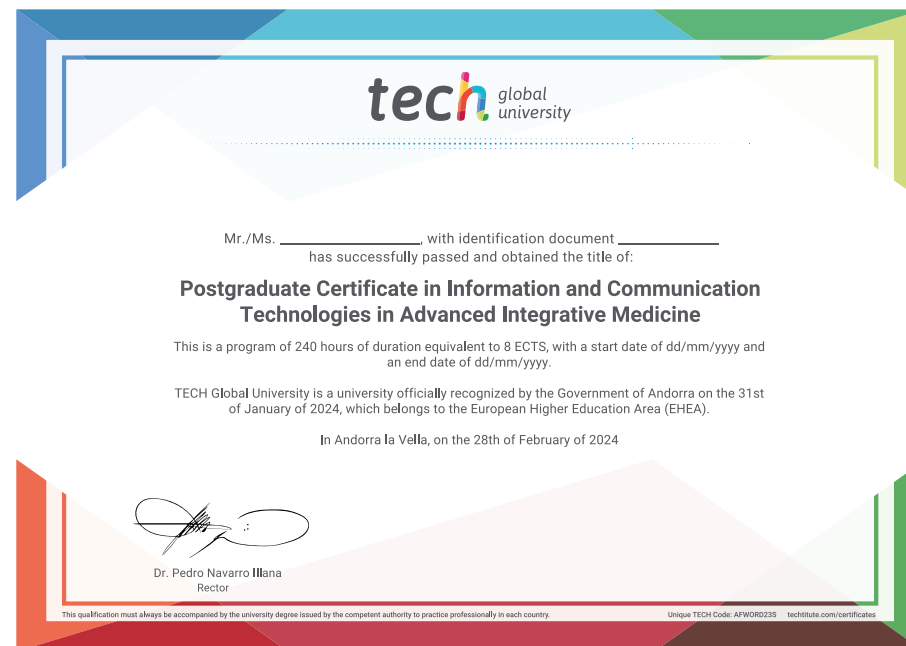 tech global university
Mr./Ms. ____________, with identification document ____________
has successfully passed and obtained the title of:
Postgraduate Certificate in Information and Communication
Technologies in Advanced Integrative Medicine
This is a program of 240 hours of duration equivalent to 8 ECTS, with a start date of dd/mm/yyyy and
an end date of dd/mm/yyyy.
TECH Global University is a university officially recognized by the Government of Andorra on the 31st
of January of 2024, which belongs to the European Higher Education Area (EHEA).
In Andorra la Vella, on the 28th of February of 2024
Dr. Pedro Navarro Illana
Rector
This qualification must always be accompanied by the university degree issued by the competent authority to practice professionally in each country.
Unique TECH Code: AFWORD23S techtitute.com/certificates